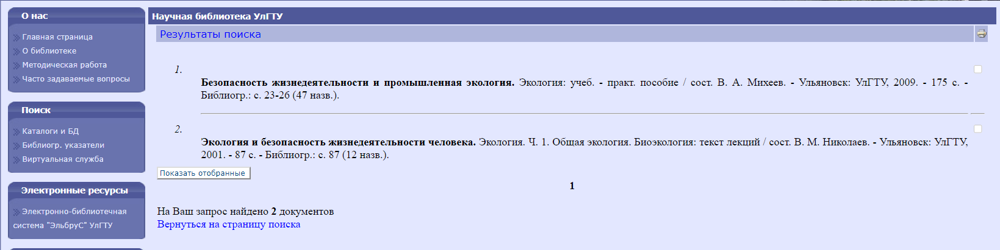 О нас
Главная страница
О библиотеке
Методическая работа
Часто задаваемые вопросы
Поиск
Каталоги и БД
Библиогр. указатели
Виртуальная служба
Электронные ресурсы
Электронно-библиотечная
система "ЭльбруС" УлГТУ
Научная библиотека УлГТУ
Результаты поиска
1.
Безопасность жизнедеятельности и промышленная экология. Экология: учеб. - практ. пособие / сост. В. А. Михеев. - Ульяновск: УлГТУ, 2009. - 175 с. -
Библиогр.: с. 23-26 (47 назв.).
2.
Экология и безопасность жизнедеятельности человека. Экология. Ч. 1. Общая экология. Биоэкология: текст лекций / сост. В. М. Николаев. - Ульяновск: УлГТУ,
2001. - 87 с. - Библиогр.: с. 87 (12 назв.).
Показать отобранные
1
На Ваш запрос найдено 2 документов
Вернуться на страницу поиска